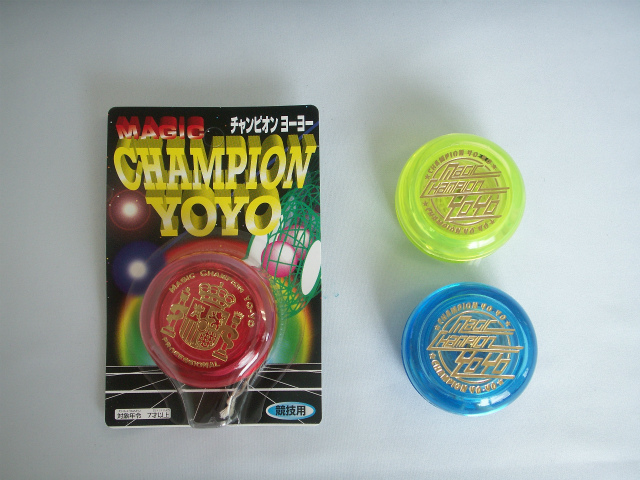 MAGIC
チャンピオン ヨーヨー
CHAMPION
YOYO
MAGIC CHAMPION YO-YO
PROFESSIONAL
対象年令 7才以上
競技用
CHAMPION YO-YO
MAGIC
CHAMPION
YOYO
CHAMPION YO-YO
MAGIC
CHAMPION
YOYO
CHAMPION YO-YO